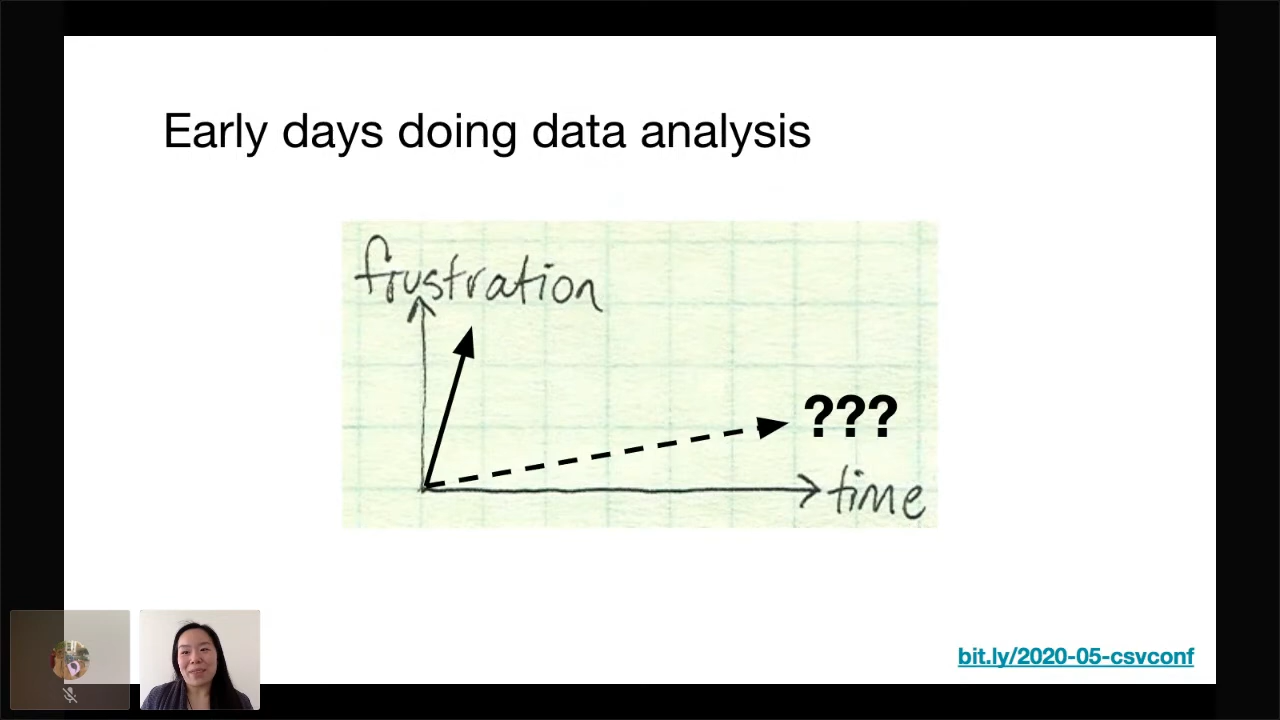 Early days doing data analysis
frustration
???
time
bit.ly/2020-05-csvconf